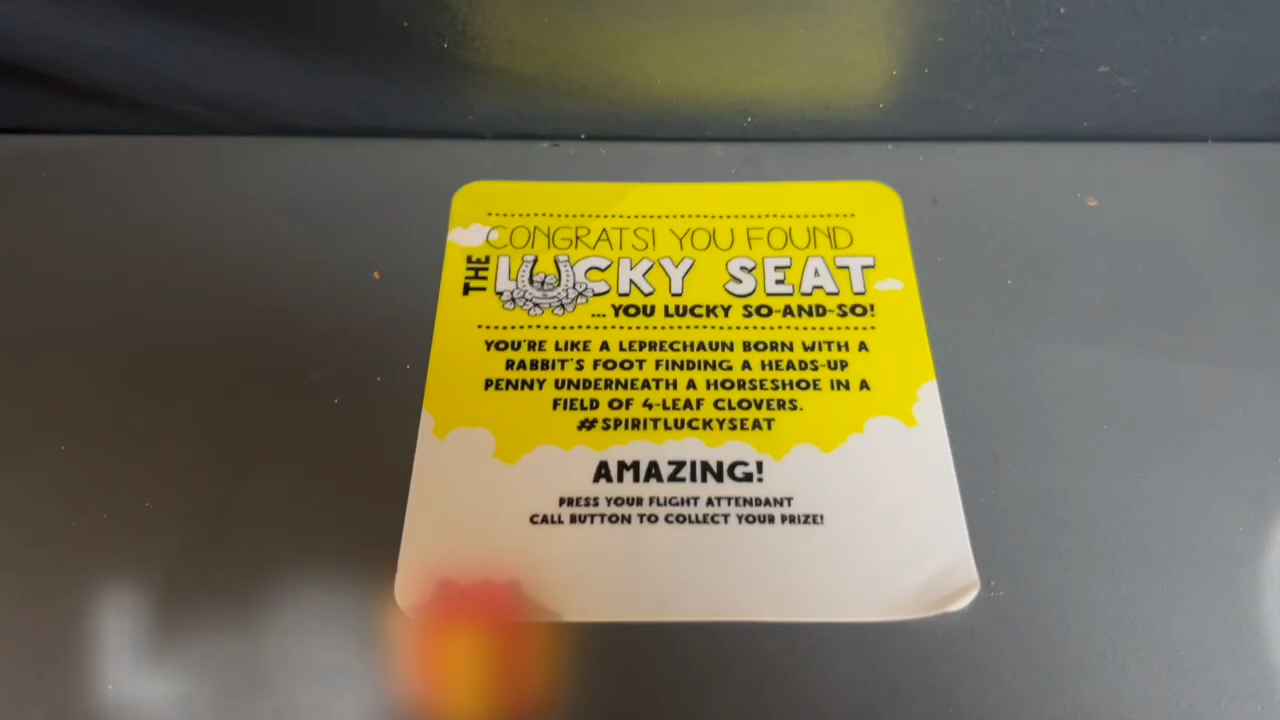 CONGRATS! YOU FOUND
THE LUCKY SEAT
...YOU LUCKY SO-AND-SO!
YOU'RE LIKE A LEPRECHAUN BORN WITH A
RABBIT'S FOOT FINDING A HEADS-UP
PENNY UNDERNEATH A HORSESHOE IN A
FIELD OF 4-LEAF CLOVERS.
#SPIRITLUCKYSEAT
AMAZING!
PRESS YOUR FLIGHT ATTENDANT
CALL BUTTON TO COLLECT YOUR PRIZE!